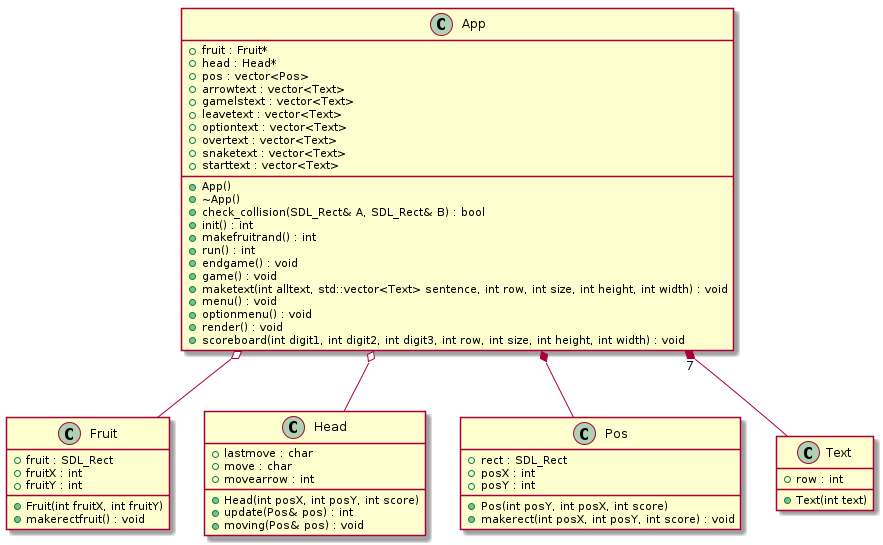 C App
fruit : Fruit*
head : Head*
pos : vector<Pos>
arrowtext : vector<Text>
gamelstext : vector<Text>
leavetext : vector<Text>
optiontext : vector<Text>
overtext : vector<Text>
snaketext : vector<Text>
starttext : vector<Text>
App()
~App()
check_collision(SDL_Rect& A, SDL_Rect& B) : bool
init() : int
makefruitrand() : int
run() : int
endgame() : void
game() : void
maketext(int alltext, std::vector<Text> sentence, int row, int size, int height, int width) : void
menu() : void
optionmenu() : void
render() : void
scoreboard(int digit1, int digit2, int digit3, int row, int size, int height, int width) : void
7
C Fruit
fruit : SDL_Rect
fruitX : int
fruitY : int
Fruit(int fruitX, int fruitY)
makerectfruit() : void
C Head
lastmove : char
move : char
movearrow : int
Head(int posX, int posY, int score)
update(Pos& pos) : int
moving(Pos& pos) : void
C Pos
rect : SDL_Rect
posX : int
posY : int
Pos(int posY, int posX, int score)
makerect(int posX, int posY, int score) : void
C Text
row : int
Text(int text)